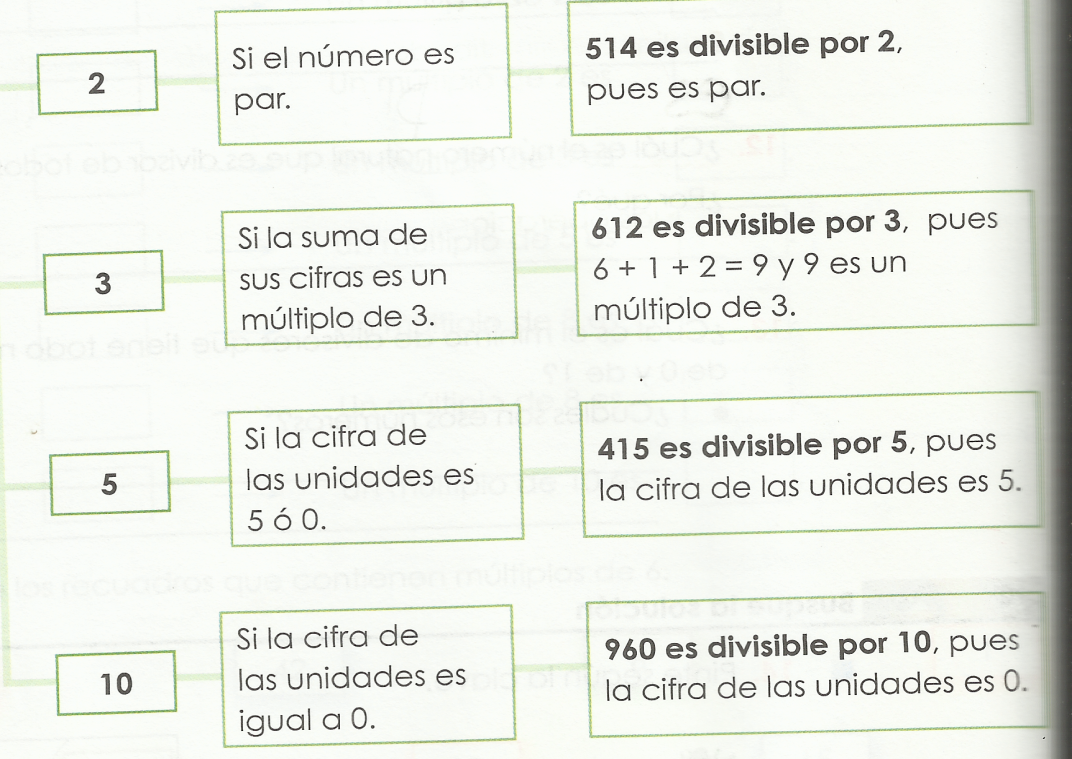 2
Si el número es
par.
514 es divisible por 2,
pues es par.
3
Si la suma de
sus cifras es un
múltiplo de 3.
612 es divisible por 3, pues
6 + 1 + 2 = 9 y 9 es un
múltiplo de 3.
5
Si la cifra de
las unidades es
5 ó 0.
415 es divisible por 5, pues
la cifra de las unidades es 5.
10
Si la cifra de
las unidades es
igual a 0.
960 es divisible por 10, pues
la cifra de las unidades es 0.